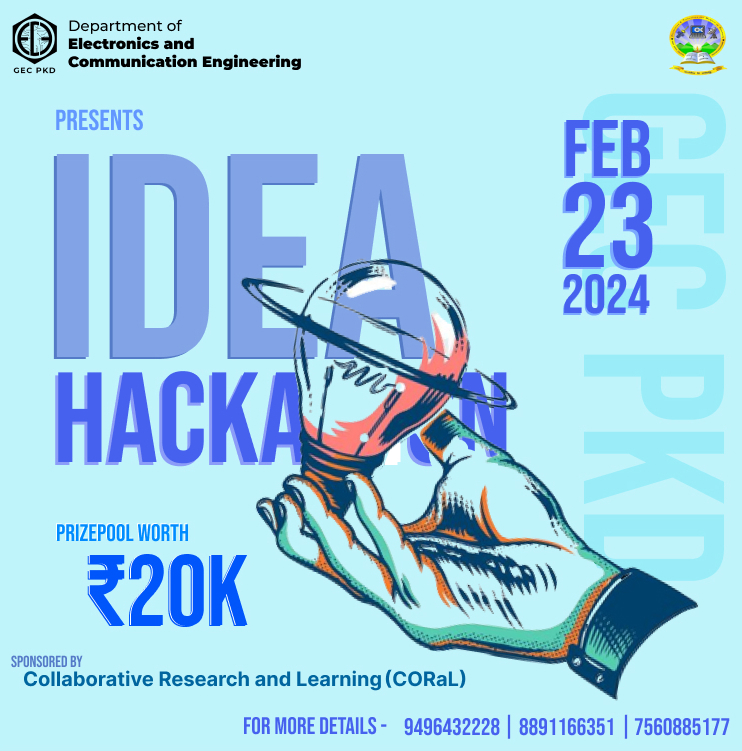 Department of
Electronics and
Communication Engineering
GEC PKD
PRESENTS
IDEA
HACKA N
FEB
23
2024
GEC PKD
PRIZEPOOL WORTH
₹20K
SPONSORED BY
Collaborative Research and Learning (CORaL)
FOR MORE DETAILS - 9496432228 | 8891166351 | 7560885177